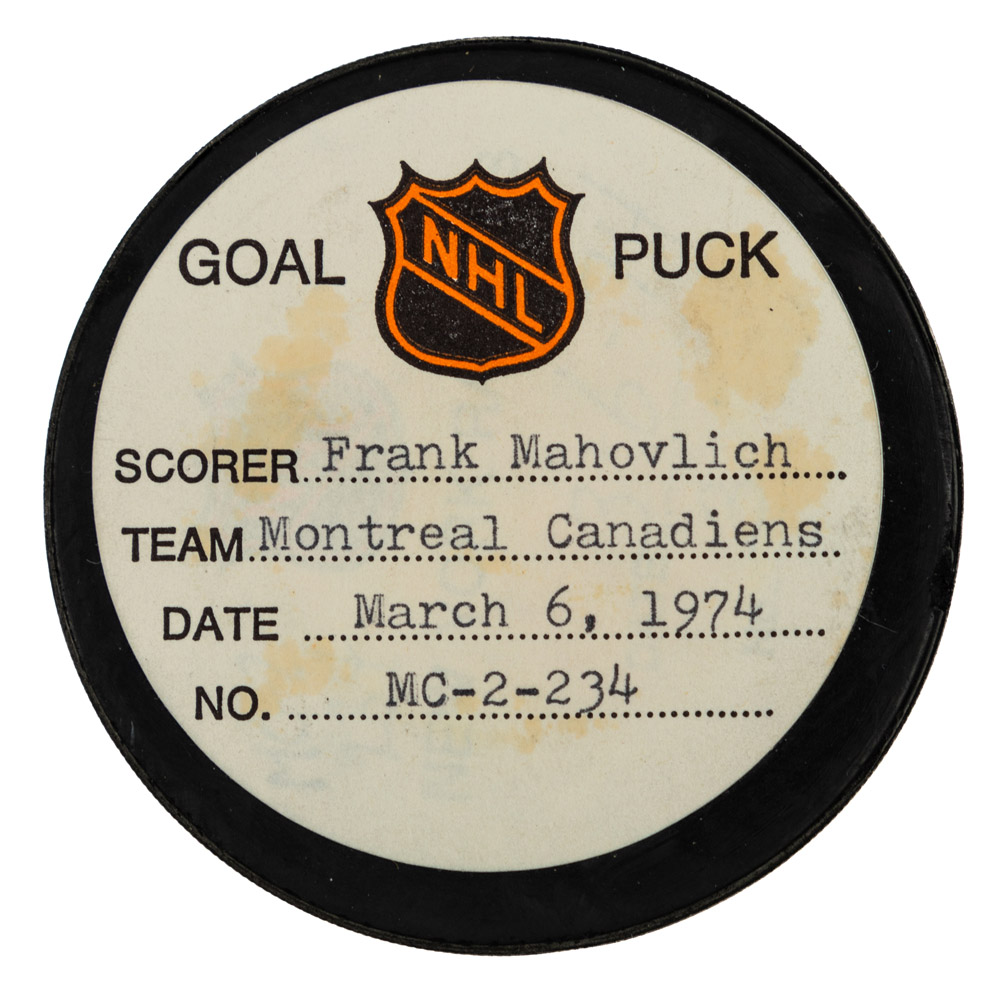 GOAL NHL PUCK
SCORER Frank Mahovlich
TEAM Montreal Canadiens
DATE March 6, 1974
NO. MC-2-234